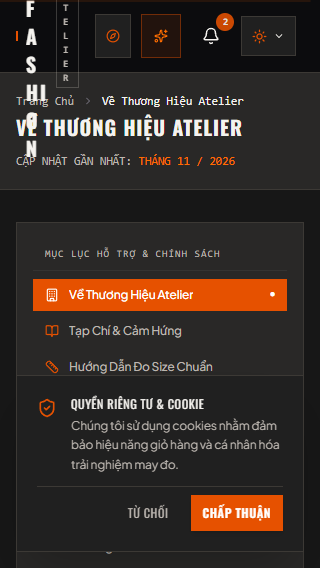 FASHION
TELIER
2
Trang Chủ > Về Thương Hiệu Atelier
VỀ THƯƠNG HIỆU ATELIER
CẬP NHẬT GẦN NHẤT: THÁNG 11 / 2026
MỤC LỤC HỖ TRỢ & CHÍNH SÁCH
Về Thương Hiệu Atelier
Tạp Chí & Cảm Hứng
Hướng Dẫn Đo Size Chuẩn
QUYỀN RIÊNG TƯ & COOKIE
Chúng tôi sử dụng cookies nhằm đảm
bảo hiệu năng giỏ hàng và cá nhân hóa
trải nghiệm may đo.
TỪ CHỐI
CHẤP THUẬN